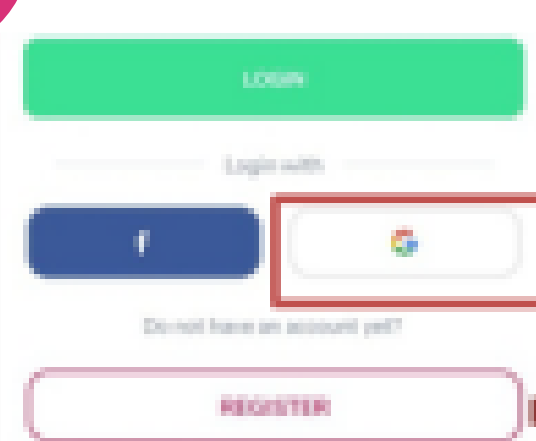 LOGIN
Login with
f
G
Do not have an account yet?
REGISTER